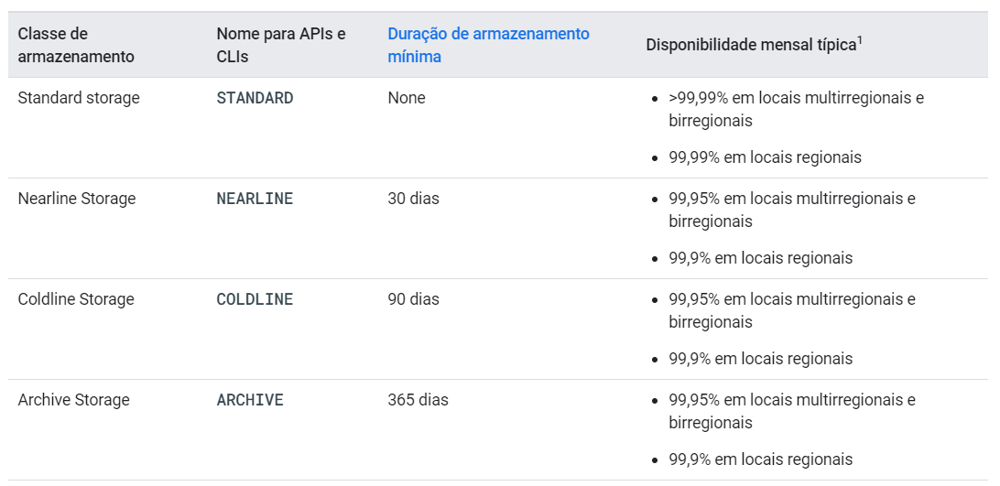 Classe de armazenamento
Nome para APIs e CLIs
Duração de armazenamento mínima
Disponibilidade mensal típica1
Standard storage
STANDARD
None
>99,99% em locais multirregionais e
birregionais
99,99% em locais regionais
Nearline Storage
NEARLINE
30 dias
99,95% em locais multirregionais e
birregionais
99,9% em locais regionais
Coldline Storage
COLDLINE
90 dias
99,95% em locais multirregionais e
birregionais
99,9% em locais regionais
Archive Storage
ARCHIVE
365 dias
99,95% em locais multirregionais e
birregionais
99,9% em locais regionais